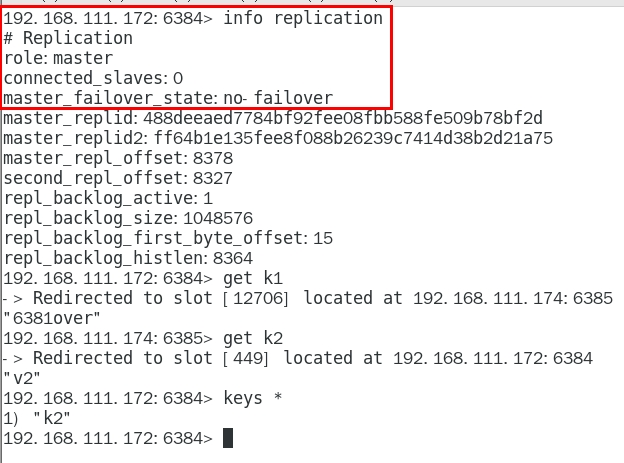 192.168.111.172:6384> info replication
# Replication
role:master
connected_slaves:0
master_failover_state:no-failover
master_replid:488deeaed7784bf92fee08fbb588fe509b78bf2d
master_replid2:ff64b1e135fee8f088b26239c7414d38b2d21a75
master_repl_offset:8378
second_repl_offset:8327
repl_backlog_active:1
repl_backlog_size:1048576
repl_backlog_first_byte_offset:15
repl_backlog_histlen:8364
192.168.111.172:6384> get k1
-> Redirected to slot [12706] located at 192.168.111.174:6385
"6381over"
192.168.111.174:6385> get k2
-> Redirected to slot [449] located at 192.168.111.172:6384
"v2"
192.168.111.172:6384> keys *
1) "k2"
192.168.111.172:6384>